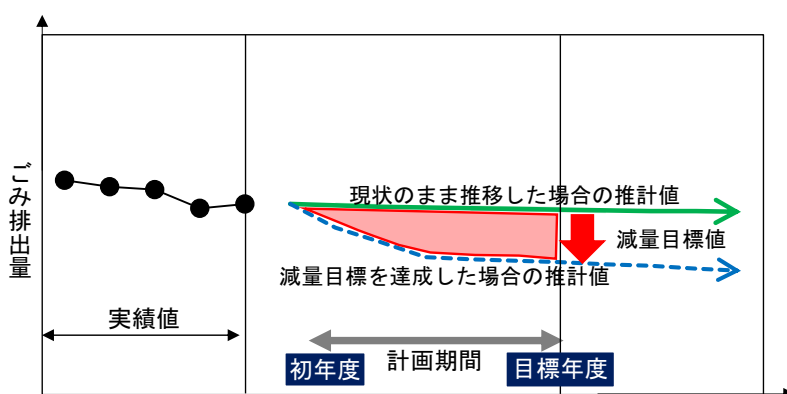 ごみ排出量
現状のまま推移した場合の推計値
減量目標値
減量目標を達成した場合の推計値
実績値
計画期間
初年度
目標年度